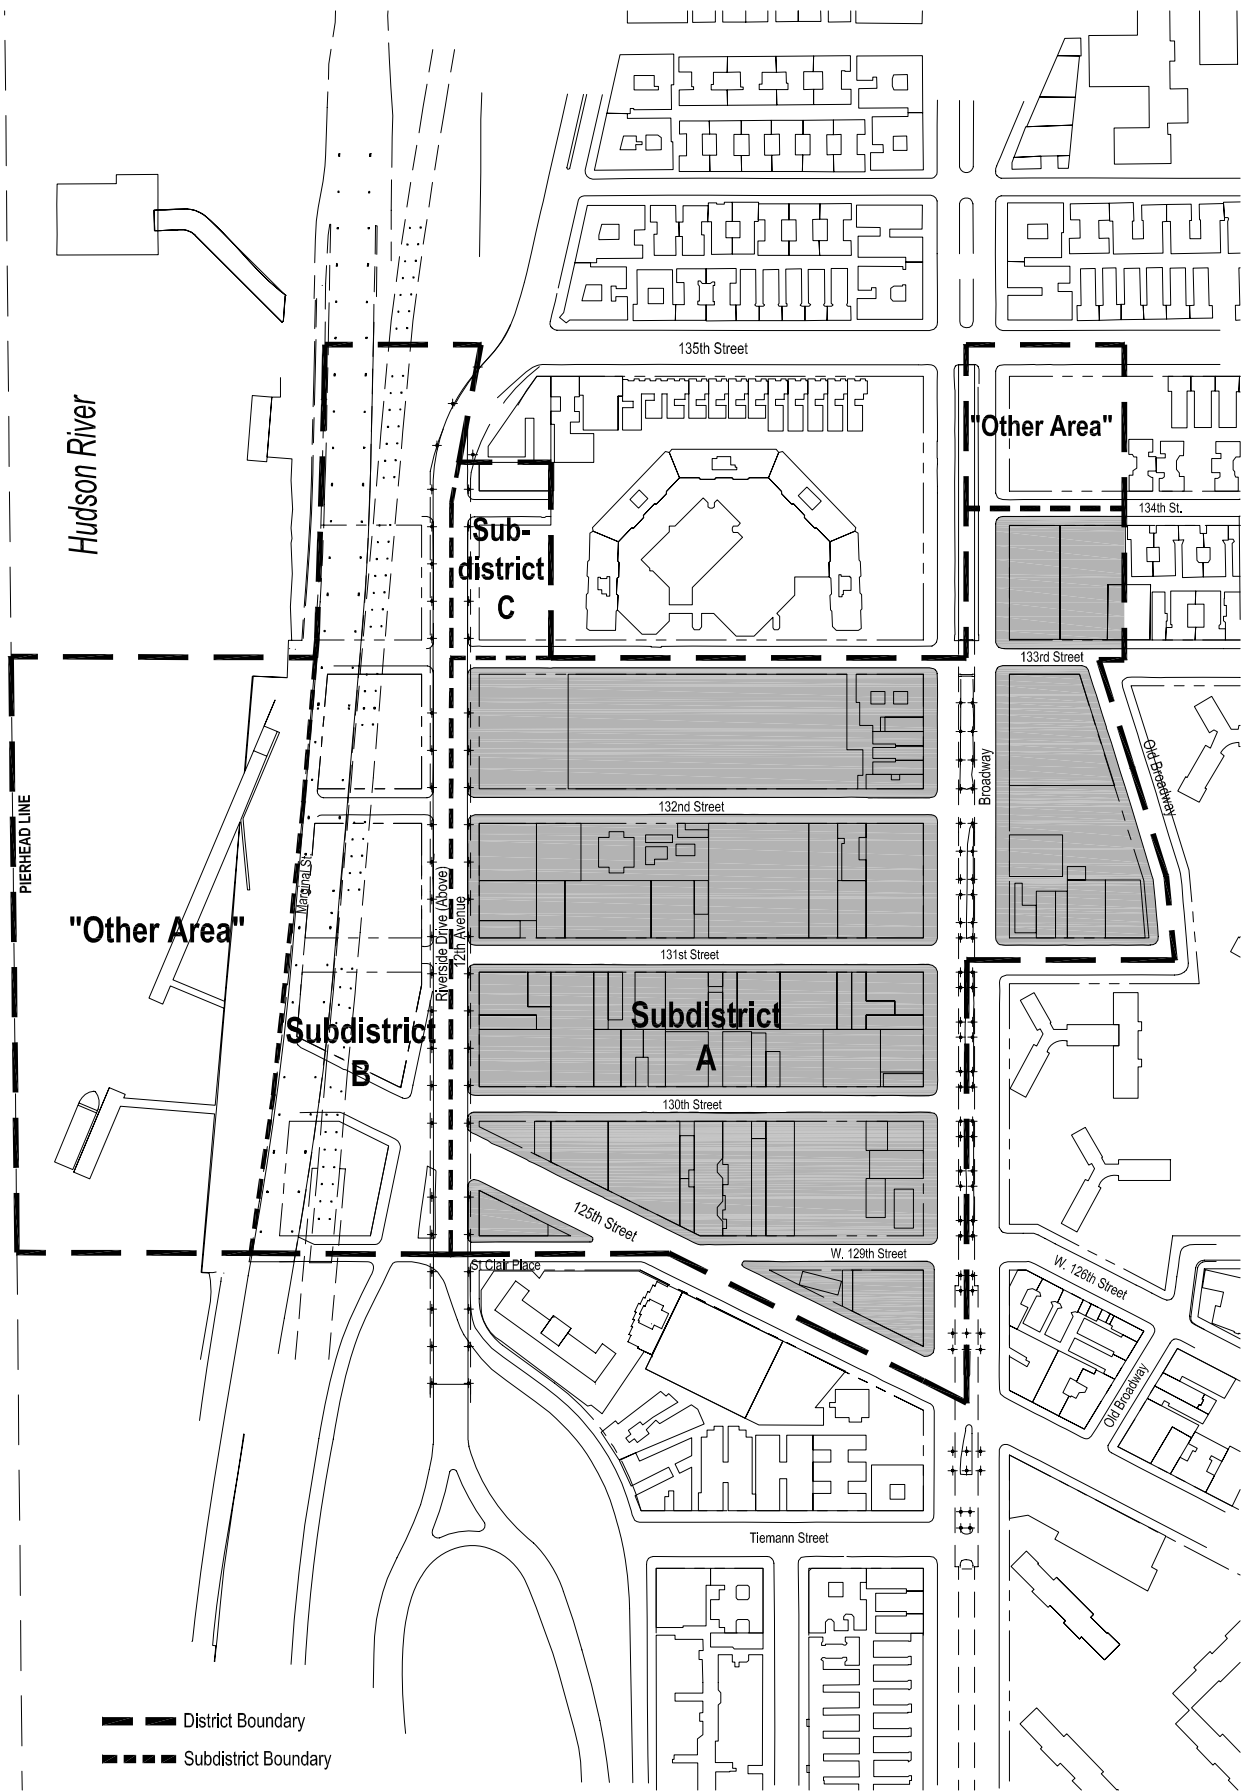 135th Street
Hudson River
"Other Area"
134th St.
Sub-
district
C
133rd Street
Old Broadway
Broadway
132nd Street
PIERHEAD LINE
Marginal St.
Riverside Drive (Above)
12th Avenue
"Other Area"
131st Street
Subdistrict
A
Subdistrict
B
130th Street
125th Street
W. 129th Street
St Clair Place
W. 126th Street
Old Broadway
Tiemann Street
District Boundary
Subdistrict Boundary